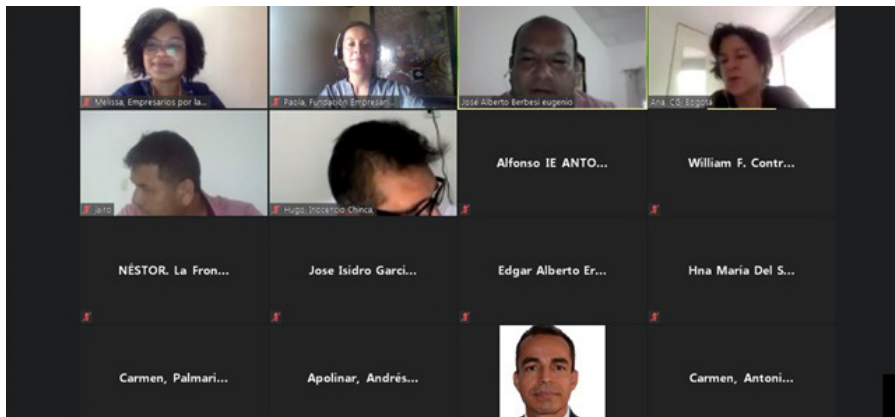 Melissa, Empresarios por la...
Paola, Fundación Empresari...
José Alberto Berbesi eugenio
Ana. CG. Bogotá
Jairo
Hugo, Inocencio Chincá
Alfonso IE ANTO...
William F. Contr...
NÉSTOR. La Fron...
Jose Isidro Garci...
Edgar Alberto Er...
Hna María Del S...
Carmen, Palmari...
Apolinar, Andrés...
Carmen, Antoni...